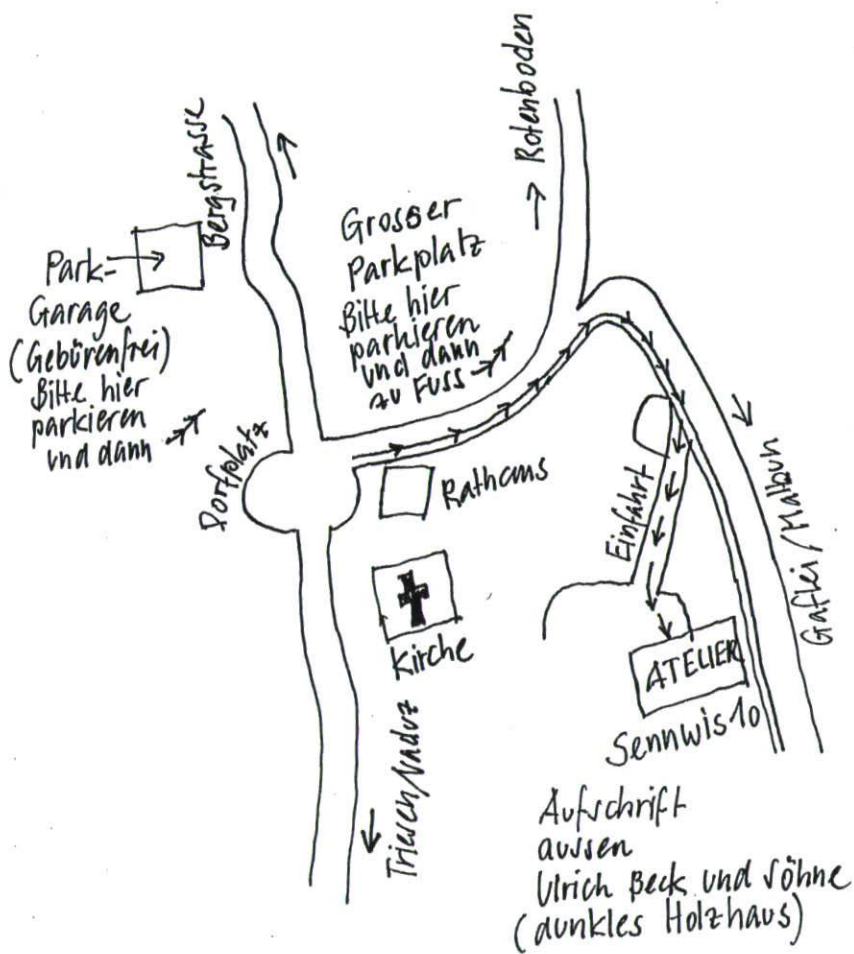 Bergstrasse
Rotenboden
Park-
Garage
(Gebürenfrei)
Bitte hier
parkieren
und dann
Grosser
Parkplatz
Bitte hier
parkieren
und dann
zu Fuss
Dorfplatz
Rathaus
Kirche
Einfahrt
Gaflei/Malbun
ATELIER
Sennwis 10
Triesen/Vaduz
Aufschrift
aussen
Ulrich Beck und Söhne
(dunkles Holzhaus)